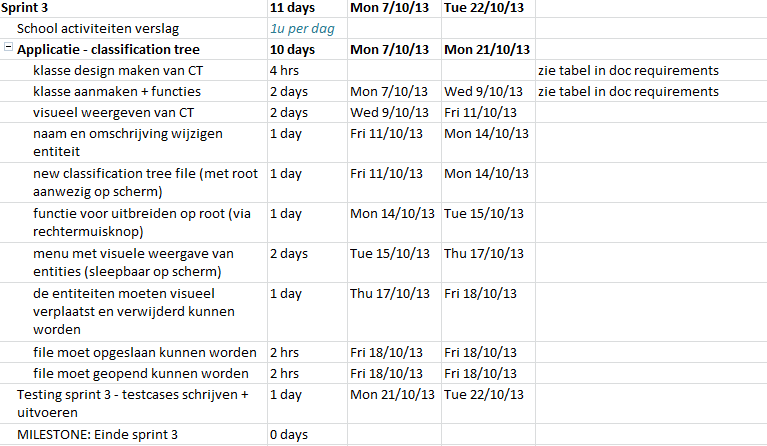 Sprint 3 11 days Mon 7/10/13 Tue 22/10/13
School activiteiten verslag 1u per dag
Applicatie - classification tree 10 days Mon 7/10/13 Mon 21/10/13
klasse design maken van CT 4 hrs zie tabel in doc requirements
klasse aanmaken + functies 2 days Mon 7/10/13 Wed 9/10/13 zie tabel in doc requirements
visueel weergeven van CT 2 days Wed 9/10/13 Fri 11/10/13
naam en omschrijving wijzigen 1 day Fri 11/10/13 Mon 14/10/13
entiteit
new classification tree file (met root 1 day Fri 11/10/13 Mon 14/10/13
aanwezig op scherm)
functie voor uitbreiden op root (via 1 day Mon 14/10/13 Tue 15/10/13
rechtermuisknop)
menu met visuele weergave van 2 days Tue 15/10/13 Thu 17/10/13
entities (sleepbaar op scherm)
de entiteiten moeten visueel 1 day Thu 17/10/13 Fri 18/10/13
verplaatst en verwijderd kunnen
worden
file moet opgeslaan kunnen worden 2 hrs Fri 18/10/13 Fri 18/10/13
file moet geopend kunnen worden 2 hrs Fri 18/10/13 Fri 18/10/13
Testing sprint 3 - testcases schrijven + 1 day Mon 21/10/13 Tue 22/10/13
uitvoeren
MILESTONE: Einde sprint 3 0 days